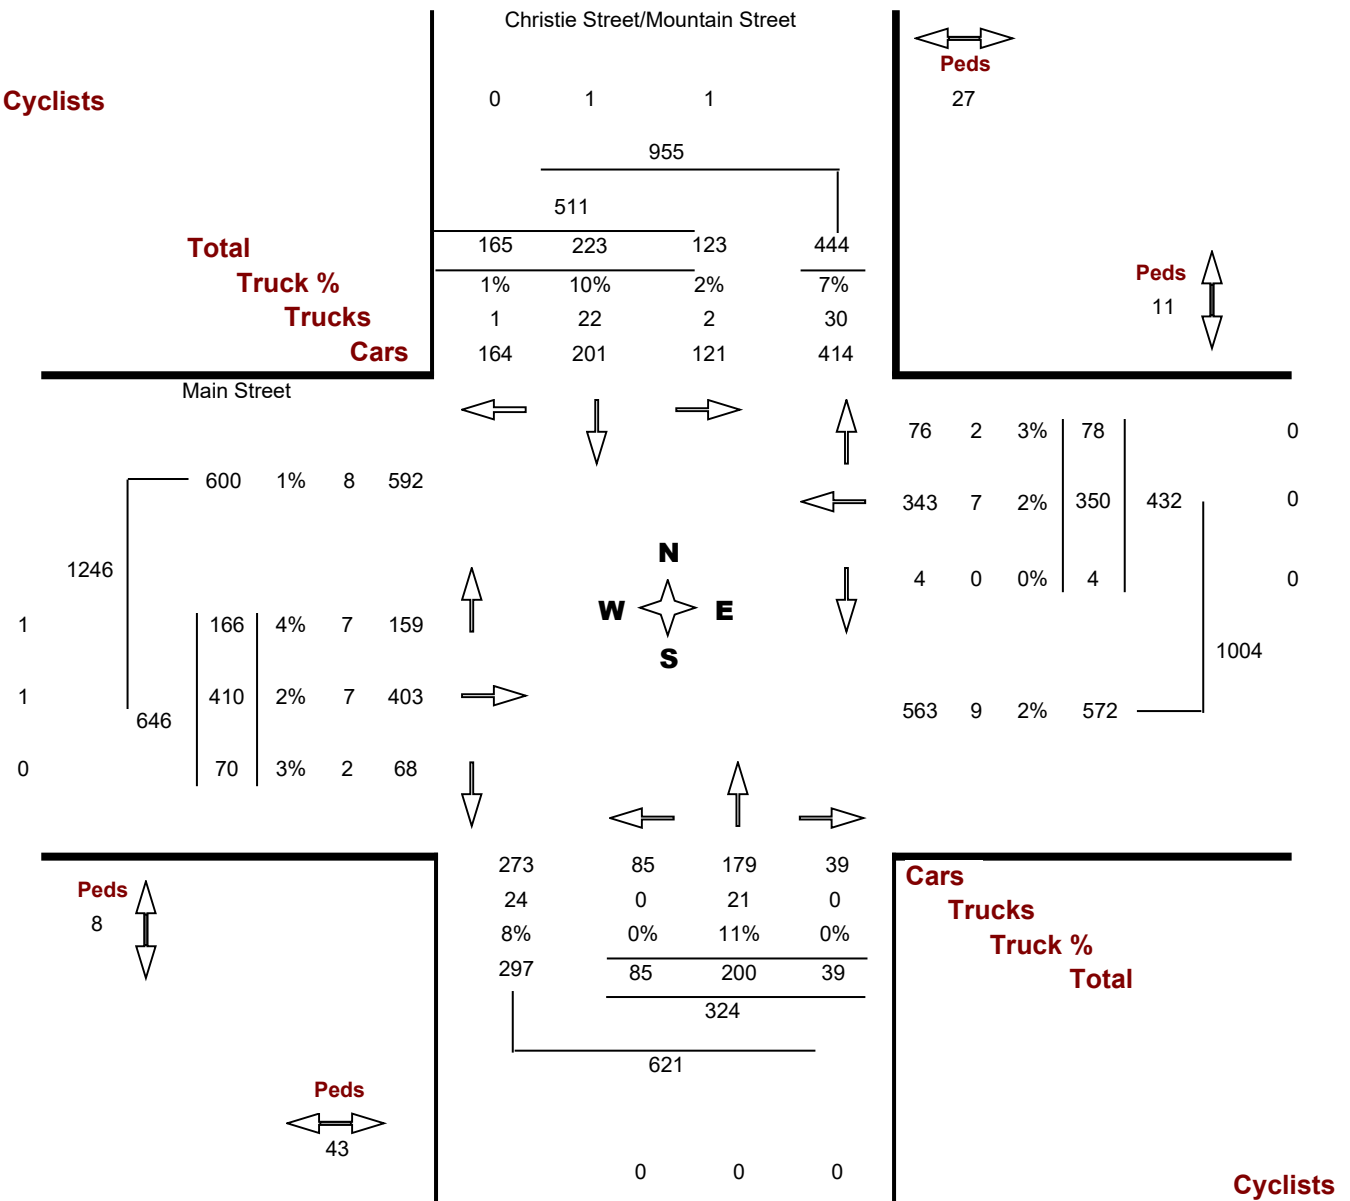 Christie Street/Mountain Street
Peds
Cyclists 0 1 1 27
955
511
Total 165 223 123 444
Truck % 1% 10% 2% 7% Peds
Trucks 1 22 2 30 11
Cars 164 201 121 414
Main Street
76 2 3% 78 0
600 1% 8 592
343 7 2% 350 432 0
N
1246
4 0 0% 4 0
W E
1 166 4% 7 159
S 1004
1 410 2% 7 403
646 563 9 2% 572
0 70 3% 2 68
273 85 179 39 Cars
Peds
8 24 0 21 0 Trucks
8% 0% 11% 0% Truck %
297 85 200 39 Total
324
621
Peds
43
0 0 0
Cyclists